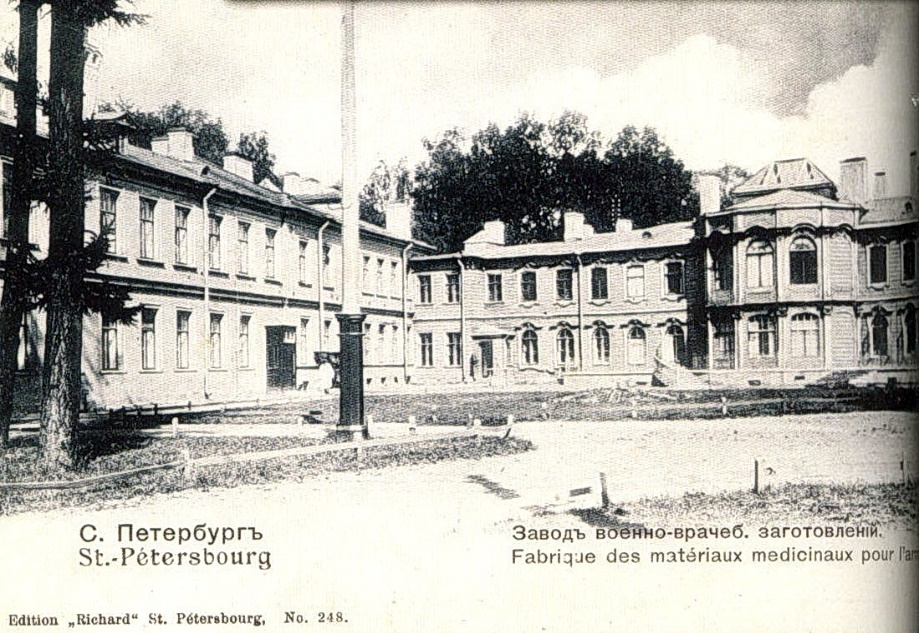 С. Петербургъ
St.-Pétersbourg
Заводъ военно-врачеб. заготовленій.
Fabrique des matériaux medicinaux pour l'ar
Edition „Richard“ St. Pétersbourg, No. 248.